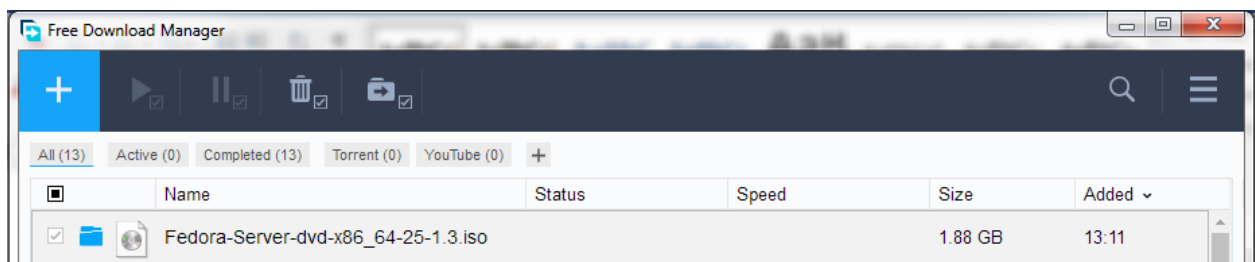 Free Download Manager
All (13) Active (0) Completed (13) Torrent (0) YouTube (0) +
Name Status Speed Size Added
Fedora-Server-dvd-x86_64-25-1.3.iso 1.88 GB 13:11